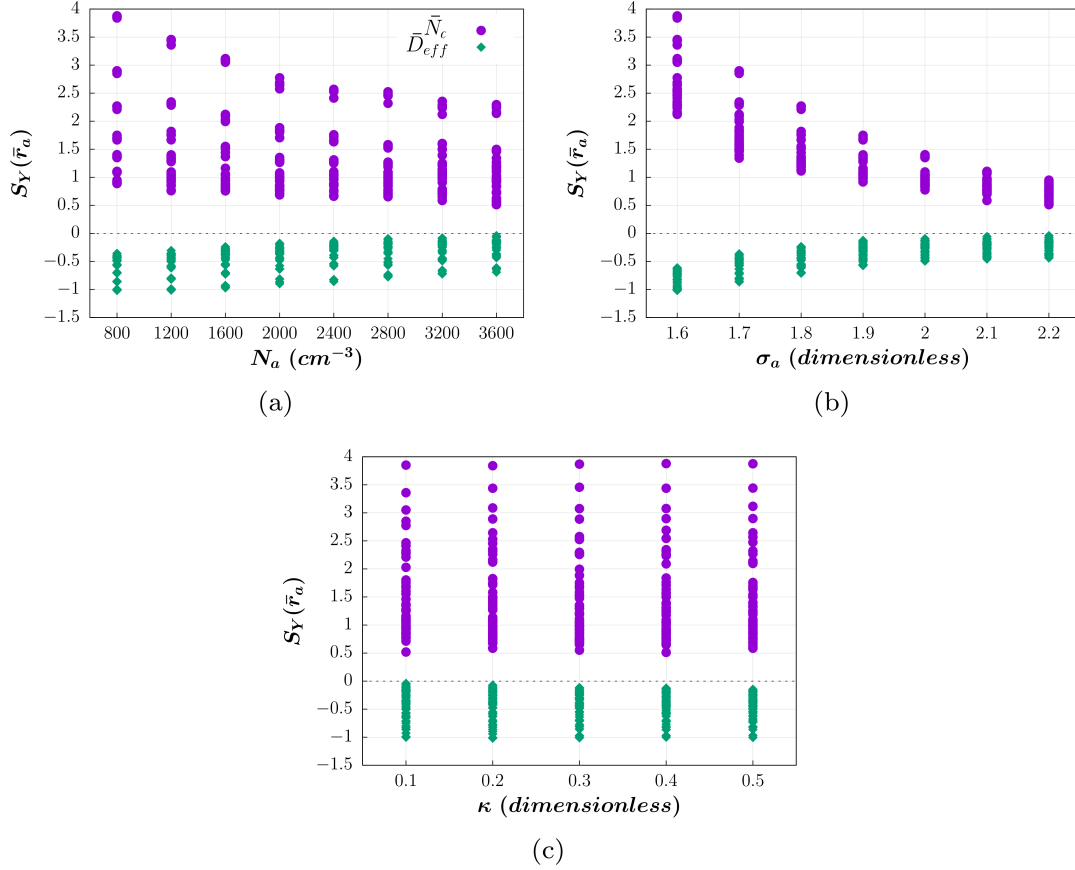 4
3.5
3
2.5
2
1.5
1
0.5
0
−0.5
−1
−1.5
S_Y(r̄_a)
N̄_c
D̄_eff
800 1200 1600 2000 2400 2800 3200 3600
N_a (cm⁻³)
(a)
4
3.5
3
2.5
2
1.5
1
0.5
0
−0.5
−1
−1.5
S_Y(r̄_a)
1.6 1.7 1.8 1.9 2 2.1 2.2
σ_a (dimensionless)
(b)
4
3.5
3
2.5
2
1.5
1
0.5
0
−0.5
−1
−1.5
S_Y(r̄_a)
0.1 0.2 0.3 0.4 0.5
κ (dimensionless)
(c)